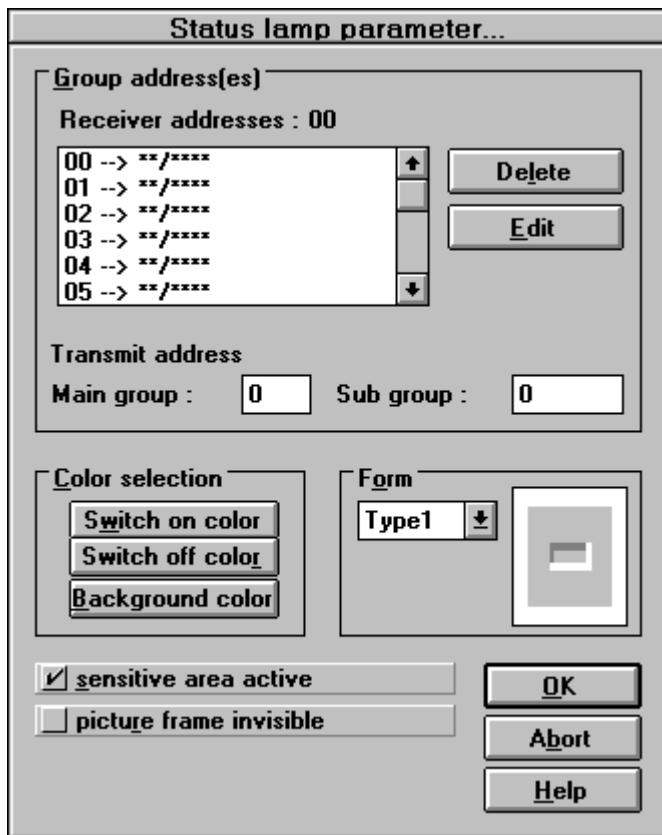 Status lamp parameter...
Group address(es)
Receiver addresses : 00
00 --> **/****
01 --> **/****
02 --> **/****
03 --> **/****
04 --> **/****
05 --> **/****
Delete
Edit
Transmit address
Main group : 0 Sub group : 0
Color selection
Switch on color
Switch off color
Background color
Form
Type1
sensitive area active
picture frame invisible
OK
Abort
Help